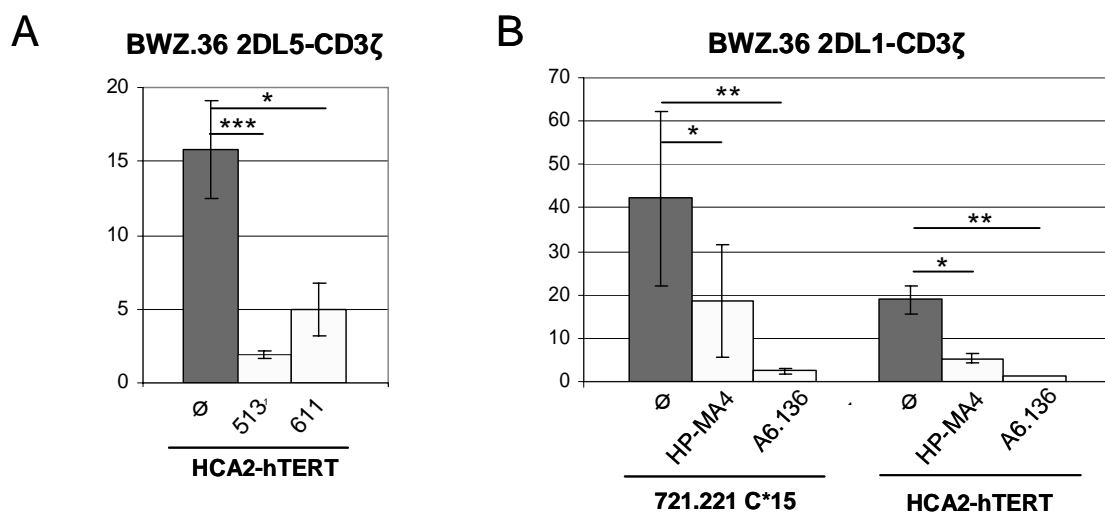 A
BWZ.36 2DL5-CD3ζ
20
15
10
5
0
*
***
Ø
513
611
HCA2-hTERT
B
BWZ.36 2DL1-CD3ζ
70
60
50
40
30
20
10
0
**
*
**
*
Ø
HP-MA4
A6.136
Ø
HP-MA4
A6.136
721.221 C*15
HCA2-hTERT